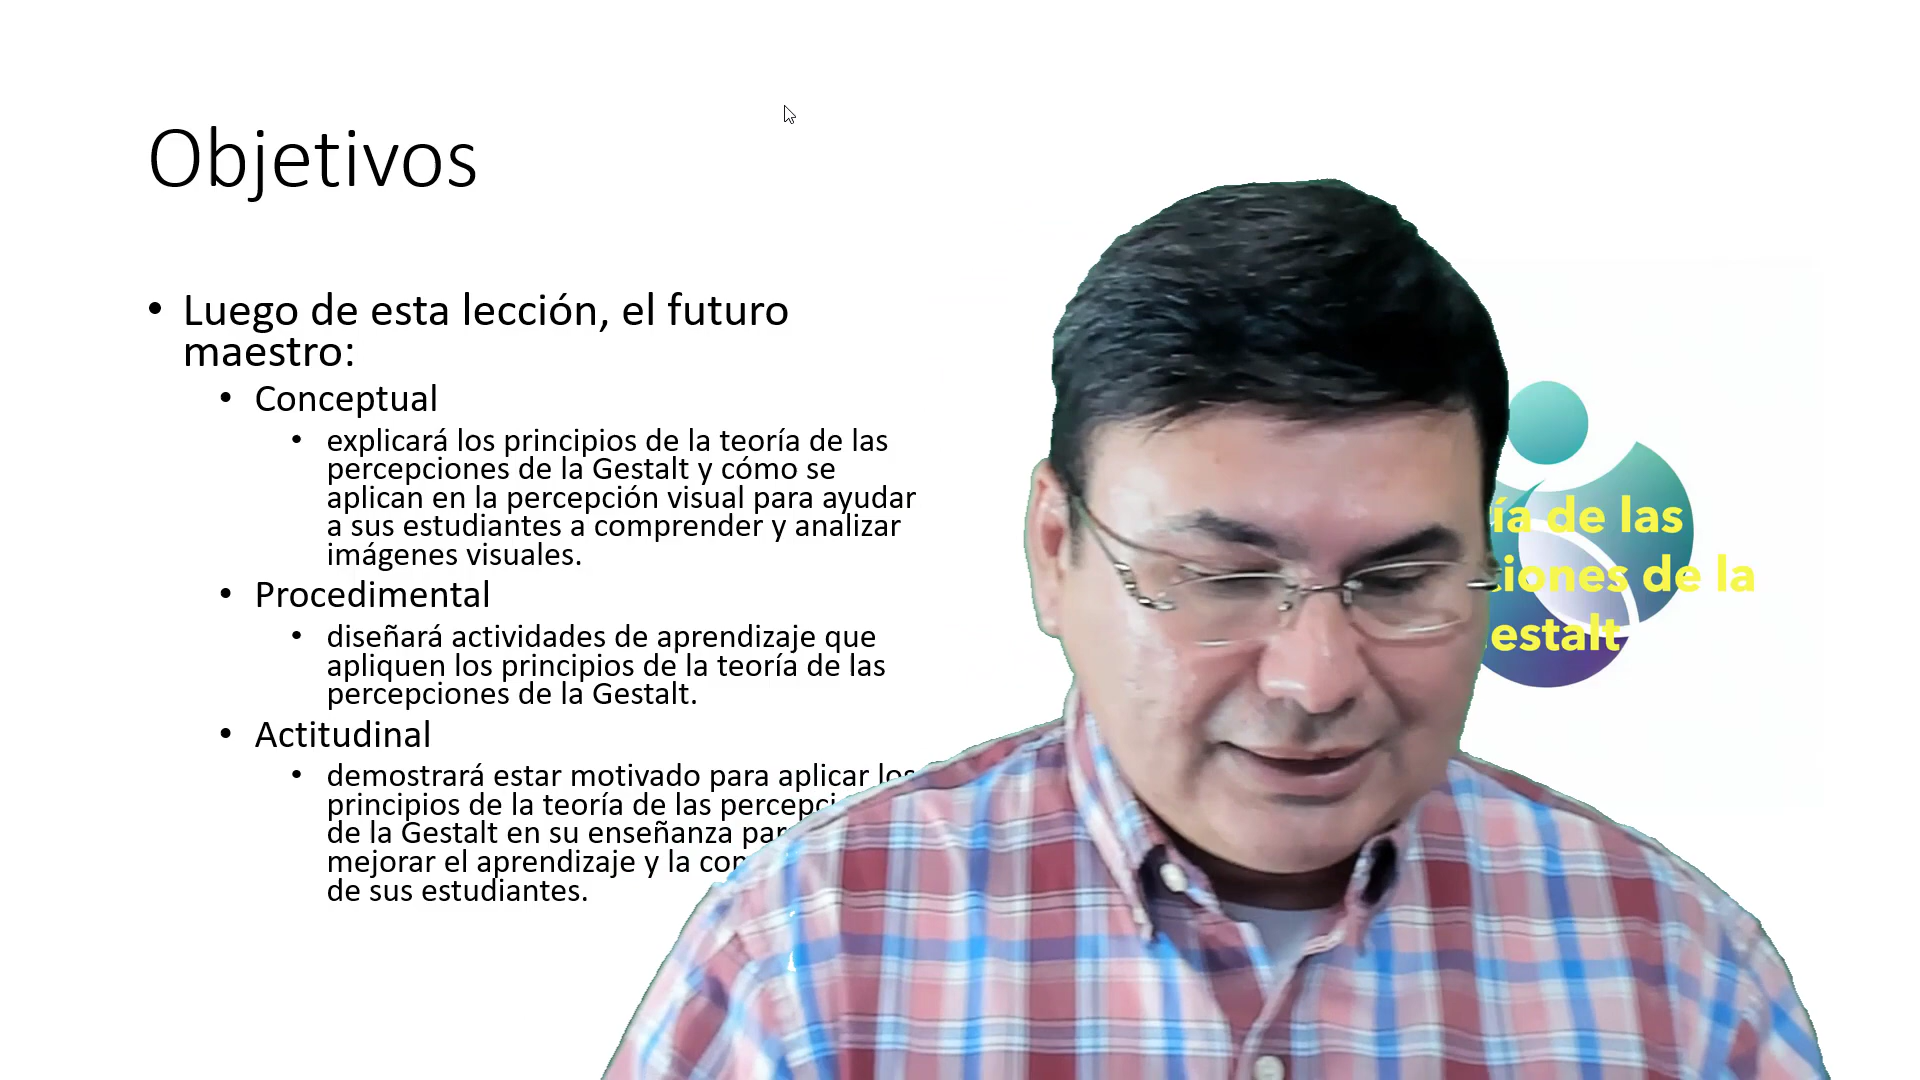 Objetivos
• Luego de esta lección, el futuro
maestro:
• Conceptual
• explicará los principios de la teoría de las
percepciones de la Gestalt y cómo se
aplican en la percepción visual para ayudar
a sus estudiantes a comprender y analizar
imágenes visuales.
• Procedimental
• diseñará actividades de aprendizaje que
apliquen los principios de la teoría de las
percepciones de la Gestalt.
• Actitudinal
• demostrará estar motivado para aplicar los
principios de la teoría de las
de la Gestalt en su enseñanza
mejorar el aprendizaje y la
de sus estudiantes.
de las
de la